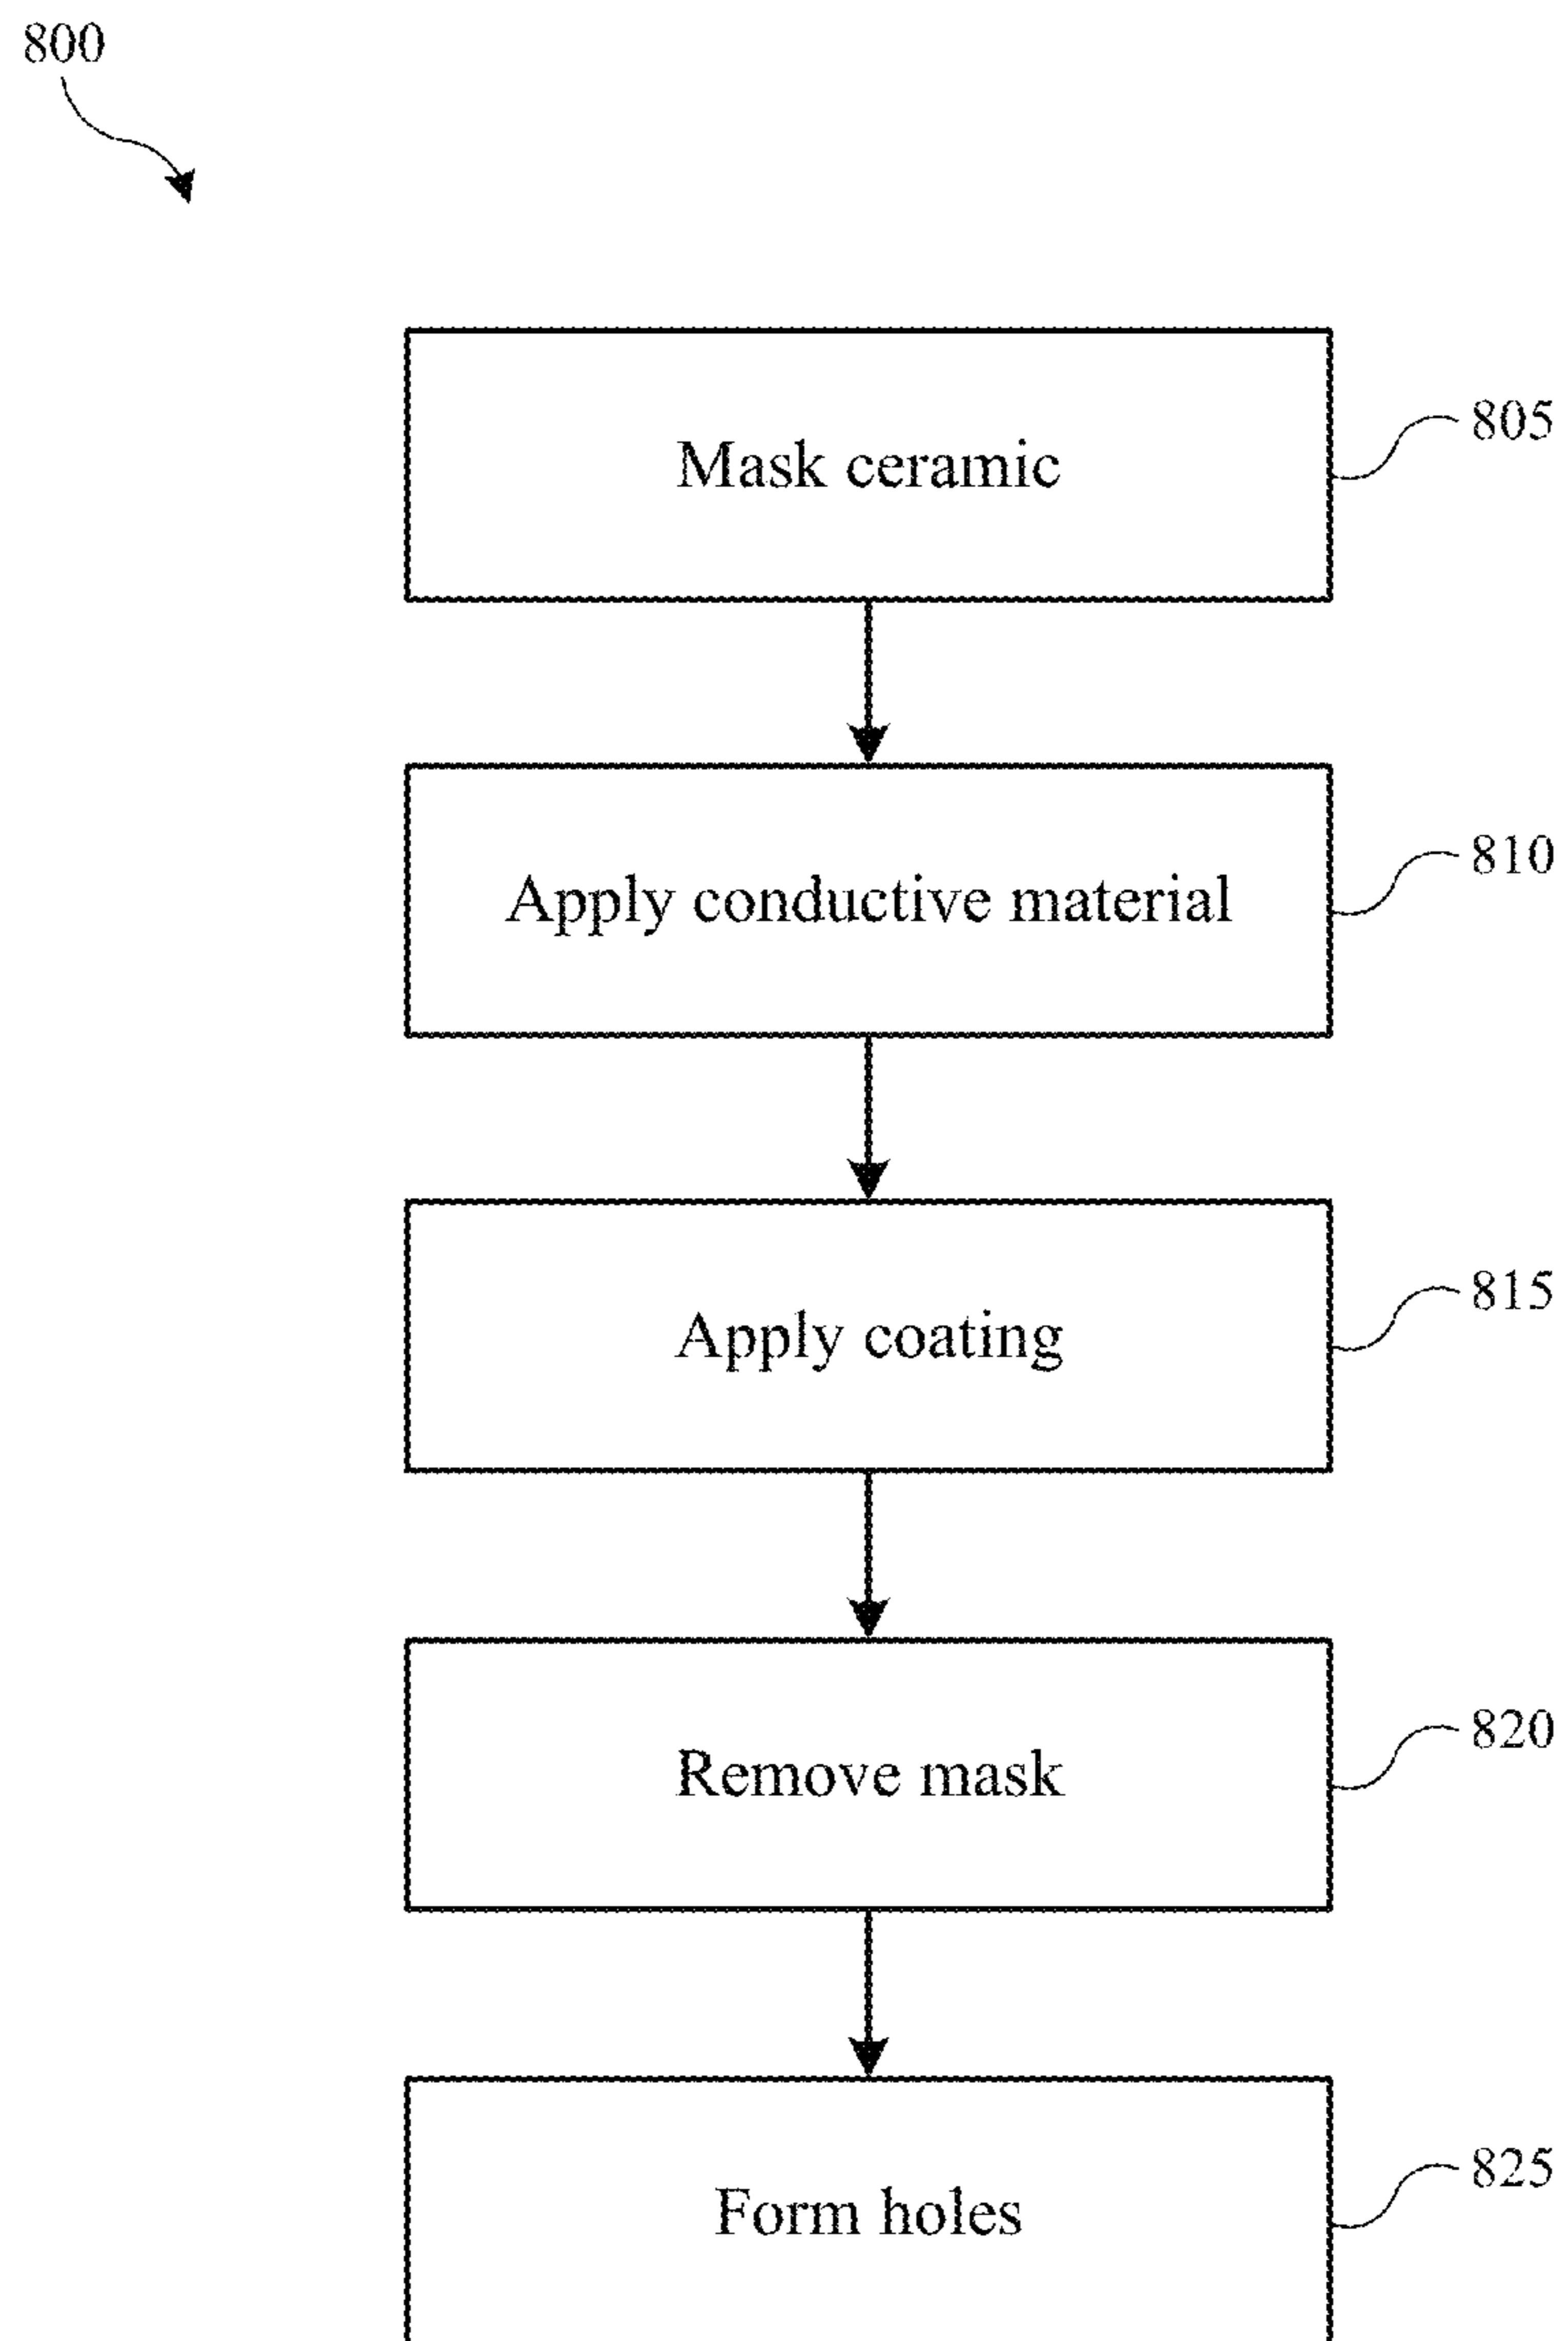 800
Mask ceramic
805
Apply conductive material
810
Apply coating
815
Remove mask
820
Form holes
825